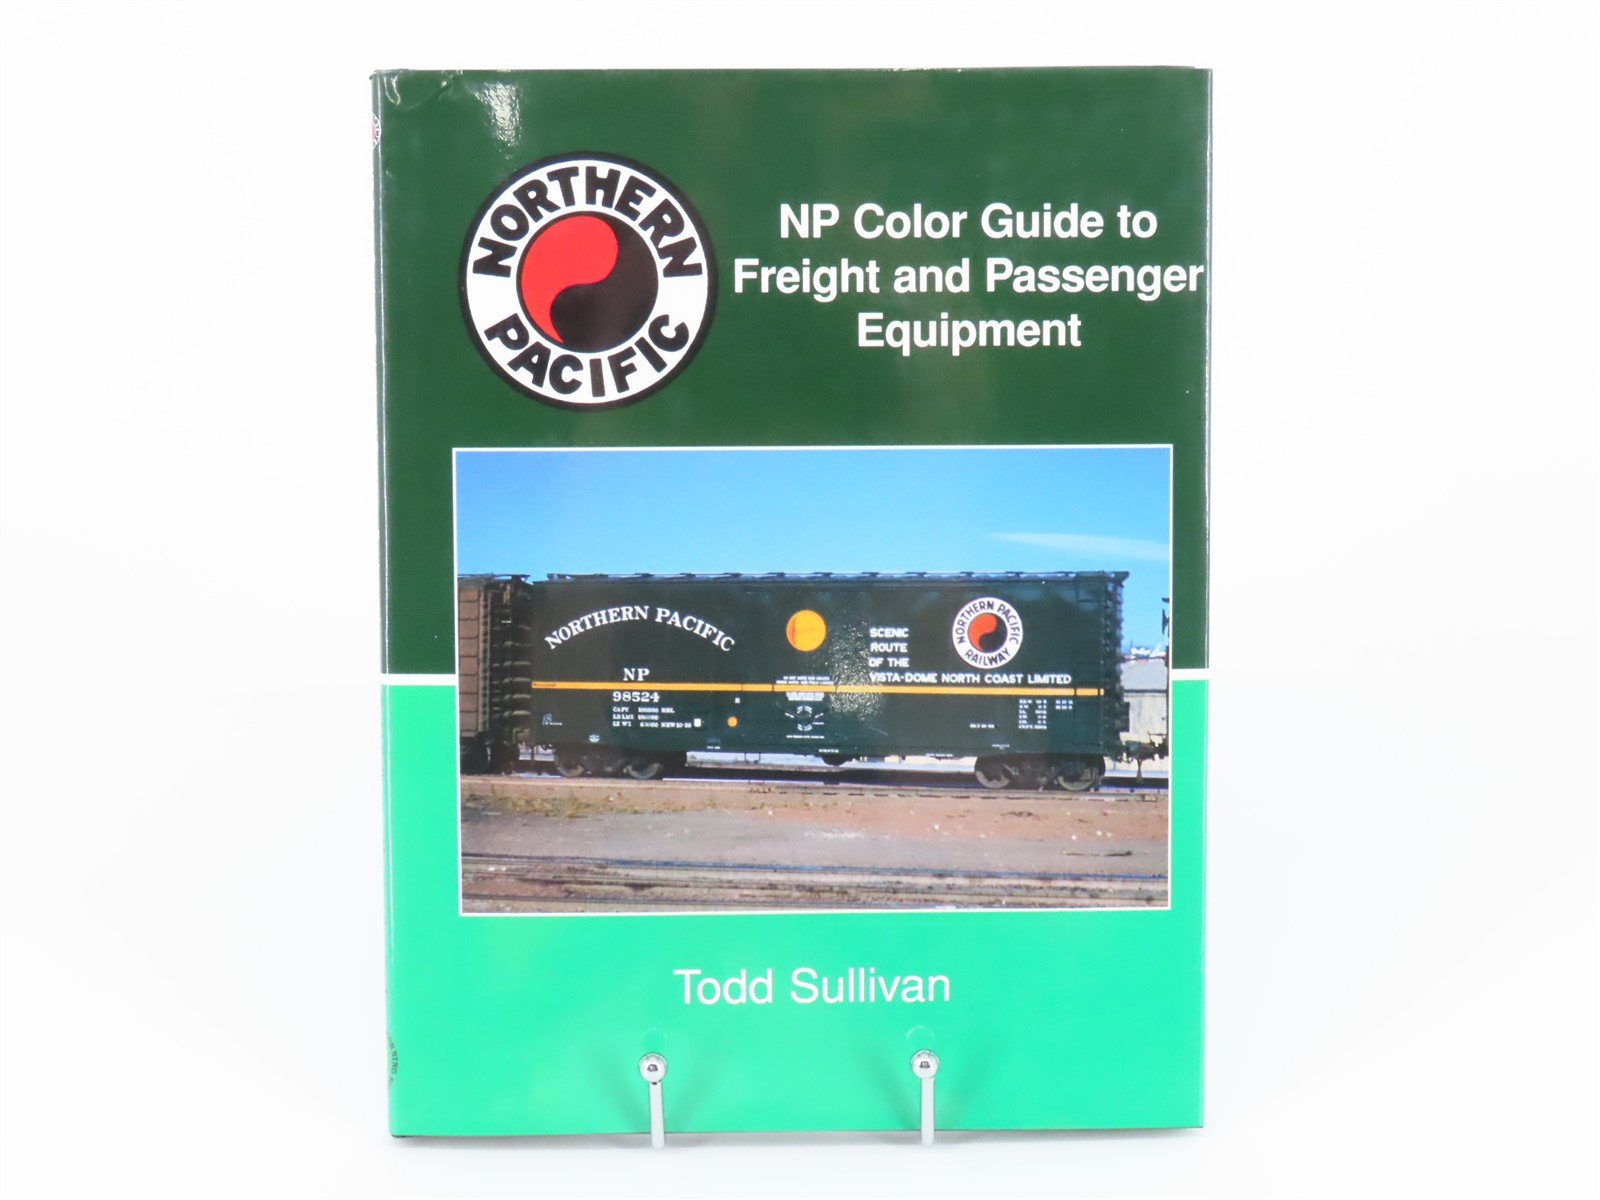 NORTHERN
PACIFIC
NP Color Guide to
Freight and Passenger
Equipment
NORTHERN PACIFIC
NP
98524
SCENIC
ROUTE
OF THE
VISTA-DOME NORTH COAST LIMITED
NORTHERN PACIFIC
RAILWAY
Todd Sullivan